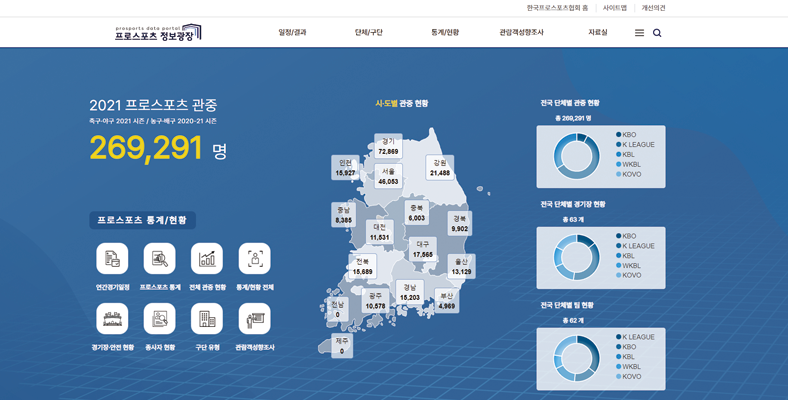 한국프로스포츠협회 홈 사이트맵 개선의견
prosports data portal
프로스포츠 정보광장
일정/결과 단체/구단 통계/현황 관람객성향조사 자료실
2021 프로스포츠 관중
축구·야구 2021 시즌 / 농구·배구 2020-21 시즌
269,291 명
프로스포츠 통계/현황
연간경기일정 프로스포츠 통계 전체 관중 현황 통계/현황 전체
경기장·안전 현황 종사자 현황 구단 유형 관람객성향조사
시·도별 관중 현황
경기
72,869
인천
15,927
서울
46,053
강원
21,488
충남
8,385
충북
6,003
경북
9,902
대전
11,531
대구
17,565
전북
15,689
울산
13,129
경남
15,203
부산
4,969
전남
0
광주
10,578
제주
0
전국 단체별 관중 현황
총 269,291 명
KBO
K LEAGUE
KBL
WKBL
KOVO
전국 단체별 경기장 현황
총 63 개
KBO
K LEAGUE
KBL
WKBL
KOVO
전국 단체별 팀 현황
총 62 개
K LEAGUE
KBO
KBL
WKBL
KOVO